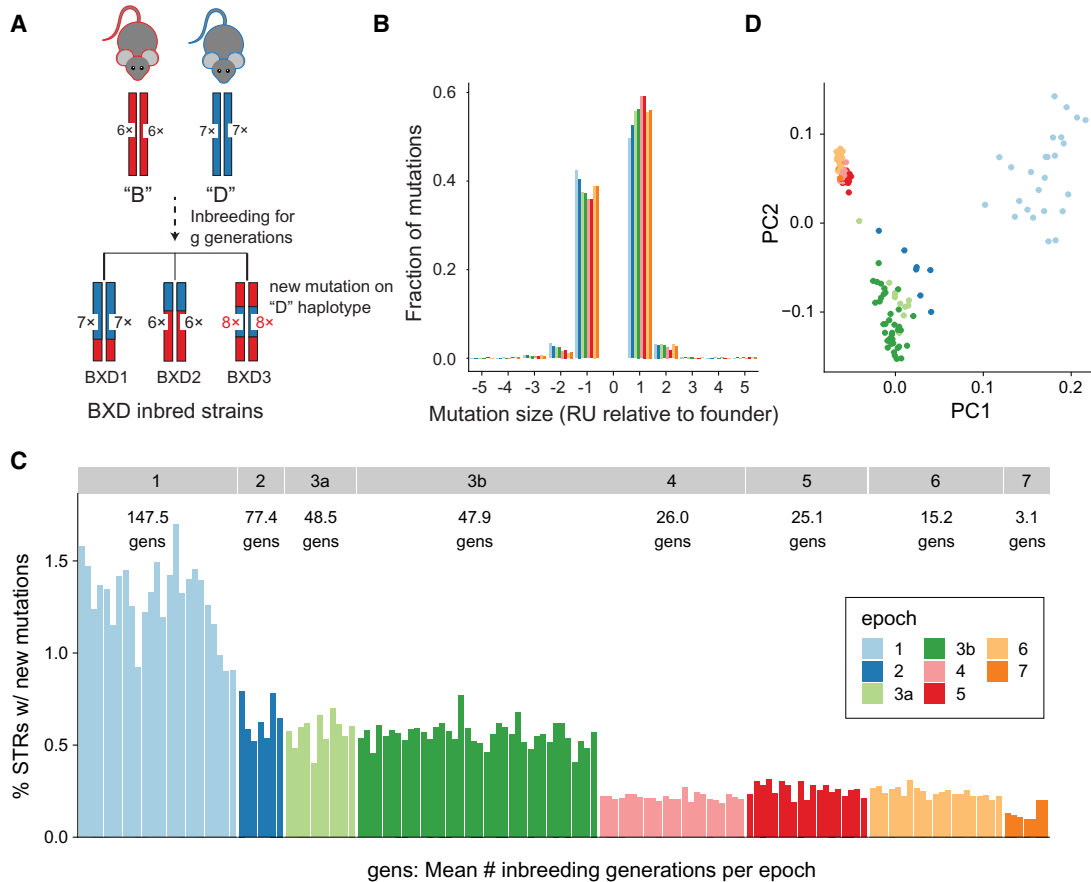 A
6×
6×
7×
7×
"B"
"D"
Inbreeding for
g generations
new mutation on
"D" haplotype
7×
7×
6×
6×
8×
8×
BXD1
BXD2
BXD3
BXD inbred strains
B
Fraction of mutations
0.6
0.4
0.2
0.0
-5
-4
-3
-2
-1
0
1
2
3
4
5
Mutation size (RU relative to founder)
D
PC2
0.1
0.0
−0.1
0.0
0.1
0.2
PC1
C
1
2
3a
3b
4
5
6
7
147.5
gens
77.4
gens
48.5
gens
47.9
gens
26.0
gens
25.1
gens
15.2
gens
3.1
gens
% STRs w/ new mutations
1.5
1.0
0.5
0.0
epoch
1
2
3a
3b
4
5
6
7
gens: Mean # inbreeding generations per epoch